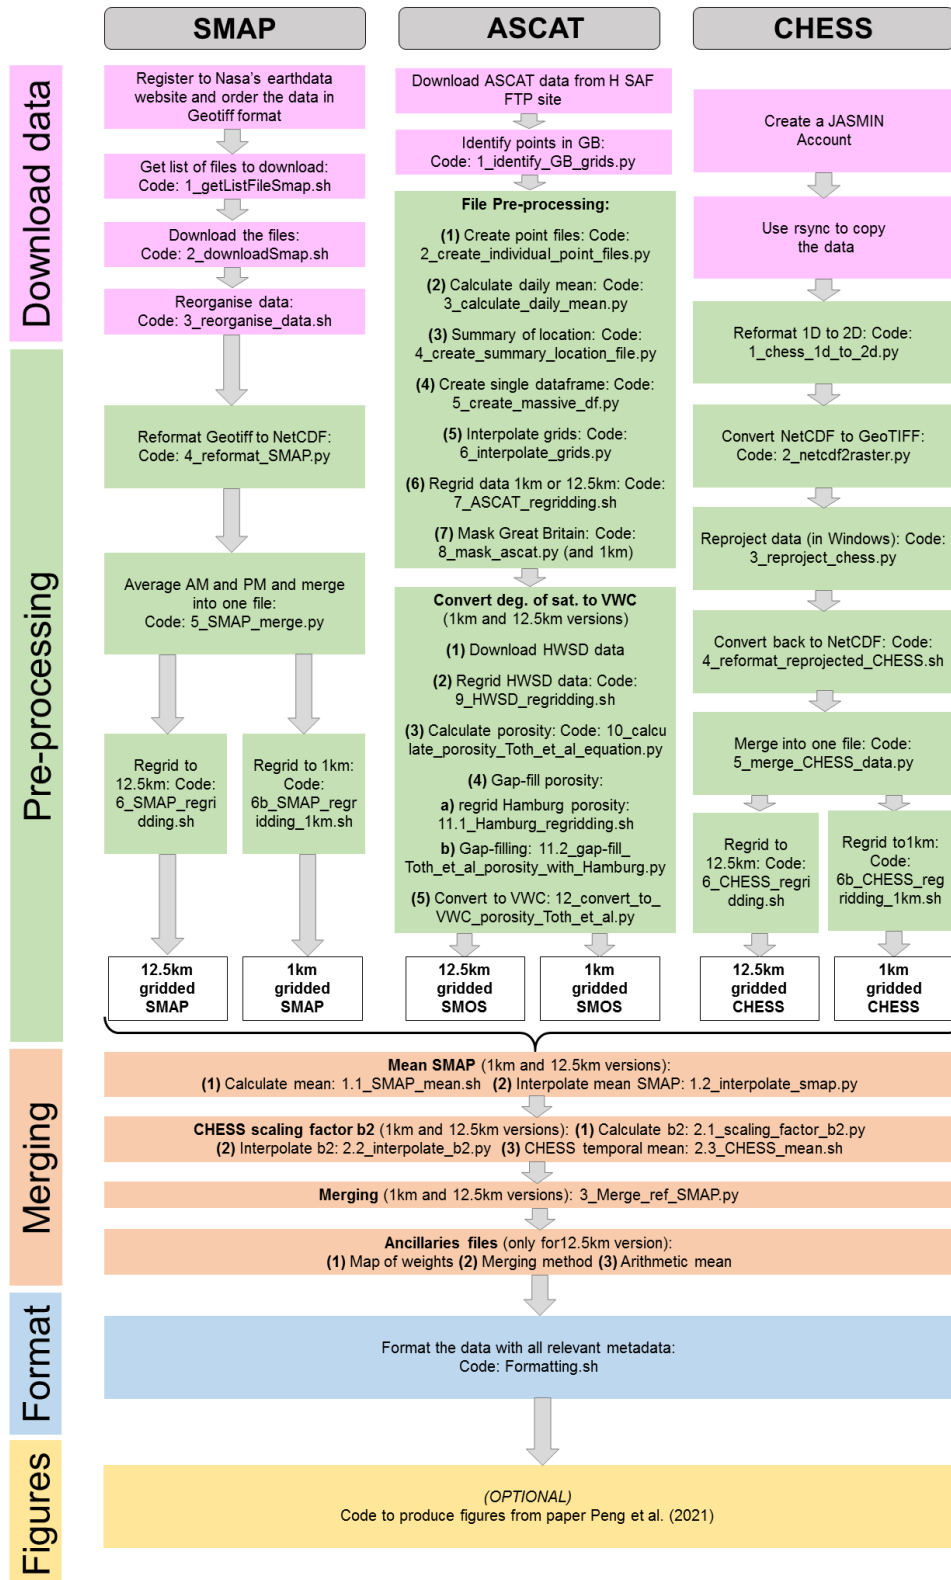 SMAP
ASCAT
CHESS
Download data
Register to Nasa's earthdata
website and order the data in
Geotiff format
Get list of files to download:
Code: 1_getListFileSmap.sh
Download the files:
Code: 2_downloadSmap.sh
Reorganise data:
Code: 3_reorganise_data.sh
Download ASCAT data from H SAF
FTP site
Identify points in GB:
Code: 1_identify_GB_grids.py
Create a JASMIN
Account
Use rsync to copy
the data
Pre-processing
Reformat Geotiff to NetCDF:
Code: 4_reformat_SMAP.py
Average AM and PM and merge
into one file:
Code: 5_SMAP_merge.py
Regrid to
12.5km: Code:
6_SMAP_regri
dding.sh
Regrid to 1km:
Code:
6b_SMAP_regr
idding_1km.sh
12.5km
gridded
SMAP
1km
gridded
SMAP
File Pre-processing:
(1) Create point files: Code:
2_create_individual_point_files.py
(2) Calculate daily mean: Code:
3_calculate_daily_mean.py
(3) Summary of location: Code:
4_create_summary_location_file.py
(4) Create single dataframe: Code:
5_create_massive_df.py
(5) Interpolate grids: Code:
6_interpolate_grids.py
(6) Regrid data 1km or 12.5km: Code:
7_ASCAT_regridding.sh
(7) Mask Great Britain: Code:
8_mask_ascat.py (and 1km)
Convert deg. of sat. to VWC
(1km and 12.5km versions)
(1) Download HWSD data
(2) Regrid HWSD data: Code:
9_HWSD_regridding.sh
(3) Calculate porosity: Code: 10_calcu
late_porosity_Toth_et_al_equation.py
(4) Gap-fill porosity:
a) regrid Hamburg porosity:
11.1_Hamburg_regridding.sh
b) Gap-filling: 11.2_gap-fill_
Toth_et_al_porosity_with_Hamburg.py
(5) Convert to VWC: 12_convert_to_
VWC_porosity_Toth_et_al.py
12.5km
gridded
SMOS
1km
gridded
SMOS
Reformat 1D to 2D: Code:
1_chess_1d_to_2d.py
Convert NetCDF to GeoTIFF:
Code: 2_netcdf2raster.py
Reproject data (in Windows): Code:
3_reproject_chess.py
Convert back to NetCDF: Code:
4_reformat_reprojected_CHESS.sh
Merge into one file: Code:
5_merge_CHESS_data.py
Regrid to
12.5km: Code:
6_CHESS_regri
dding.sh
Regrid to1km:
Code:
6b_CHESS_reg
ridding_1km.sh
12.5km
gridded
CHESS
1km
gridded
CHESS
Merging
Mean SMAP (1km and 12.5km versions):
(1) Calculate mean: 1.1_SMAP_mean.sh (2) Interpolate mean SMAP: 1.2_interpolate_smap.py
CHESS scaling factor b2 (1km and 12.5km versions): (1) Calculate b2: 2.1_scaling_factor_b2.py
(2) Interpolate b2: 2.2_interpolate_b2.py (3) CHESS temporal mean: 2.3_CHESS_mean.sh
Merging (1km and 12.5km versions): 3_Merge_ref_SMAP.py
Ancillaries files (only for12.5km version):
(1) Map of weights (2) Merging method (3) Arithmetic mean
Format
Format the data with all relevant metadata:
Code: Formatting.sh
Figures
(OPTIONAL)
Code to produce figures from paper Peng et al. (2021)